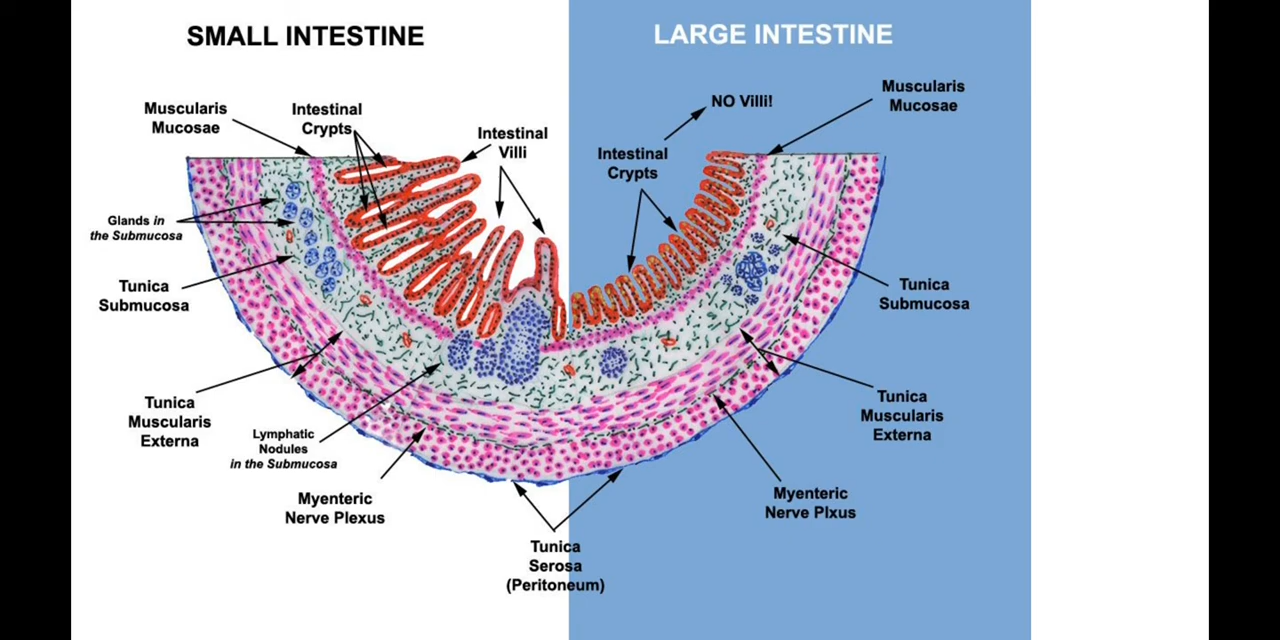 SMALL INTESTINE
LARGE INTESTINE
Muscularis
Mucosae
Intestinal
Crypts
Intestinal
Villi
Glands in
the Submucosa
Tunica
Submucosa
Tunica
Muscularis
Externa
Lymphatic
Nodules
in the Submucosa
Myenteric
Nerve Plexus
Tunica
Serosa
(Peritoneum)
NO Villi!
Intestinal
Crypts
Muscularis
Mucosae
Tunica
Submucosa
Tunica
Muscularis
Externa
Myenteric
Nerve Plxus